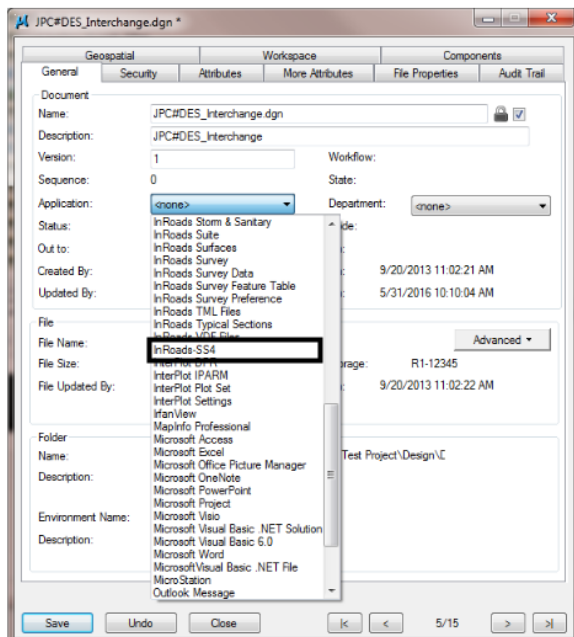 JPC#DES_Interchange.dgn *
Geospatial Workspace Components
General Security Attributes More Attributes File Properties Audit Trail
Document
Name: JPC#DES_Interchange.dgn
Description: JPC#DES_Interchange
Version: 1 Workflow:
Sequence: 0 State:
Application: <none> Department: <none>
Status:
Out to:
Created By: 9/20/2013 11:02:21 AM
Updated By: 5/31/2016 10:10:04 AM
InRoads Storm & Sanitary
InRoads Suite
InRoads Surfaces
InRoads Survey
InRoads Survey Data
InRoads Survey Feature Table
InRoads Survey Preference
InRoads TML Files
InRoads Typical Sections
InRoads VDF Files
InRoads-SS4
InterPlot DPR
InterPlot IPARM
InterPlot Plot Set
InterPlot Settings
IrfanView
MapInfo Professional
Microsoft Access
Microsoft Excel
Microsoft Office Picture Manager
Microsoft OneNote
Microsoft PowerPoint
Microsoft Project
Microsoft Visio
Microsoft Visual Basic .NET Solution
Microsoft Visual Basic 6.0
Microsoft Word
MicrosoftVisual Basic .NET File
MicroStation
Outlook Message
File
File Name: Advanced
File Size: R1-12345
File Updated By: 9/20/2013 11:02:22 AM
Folder
Name: Test Project\Design\
Description:
Environment Name:
Description:
Save Undo Close |< < 5/15 > >|